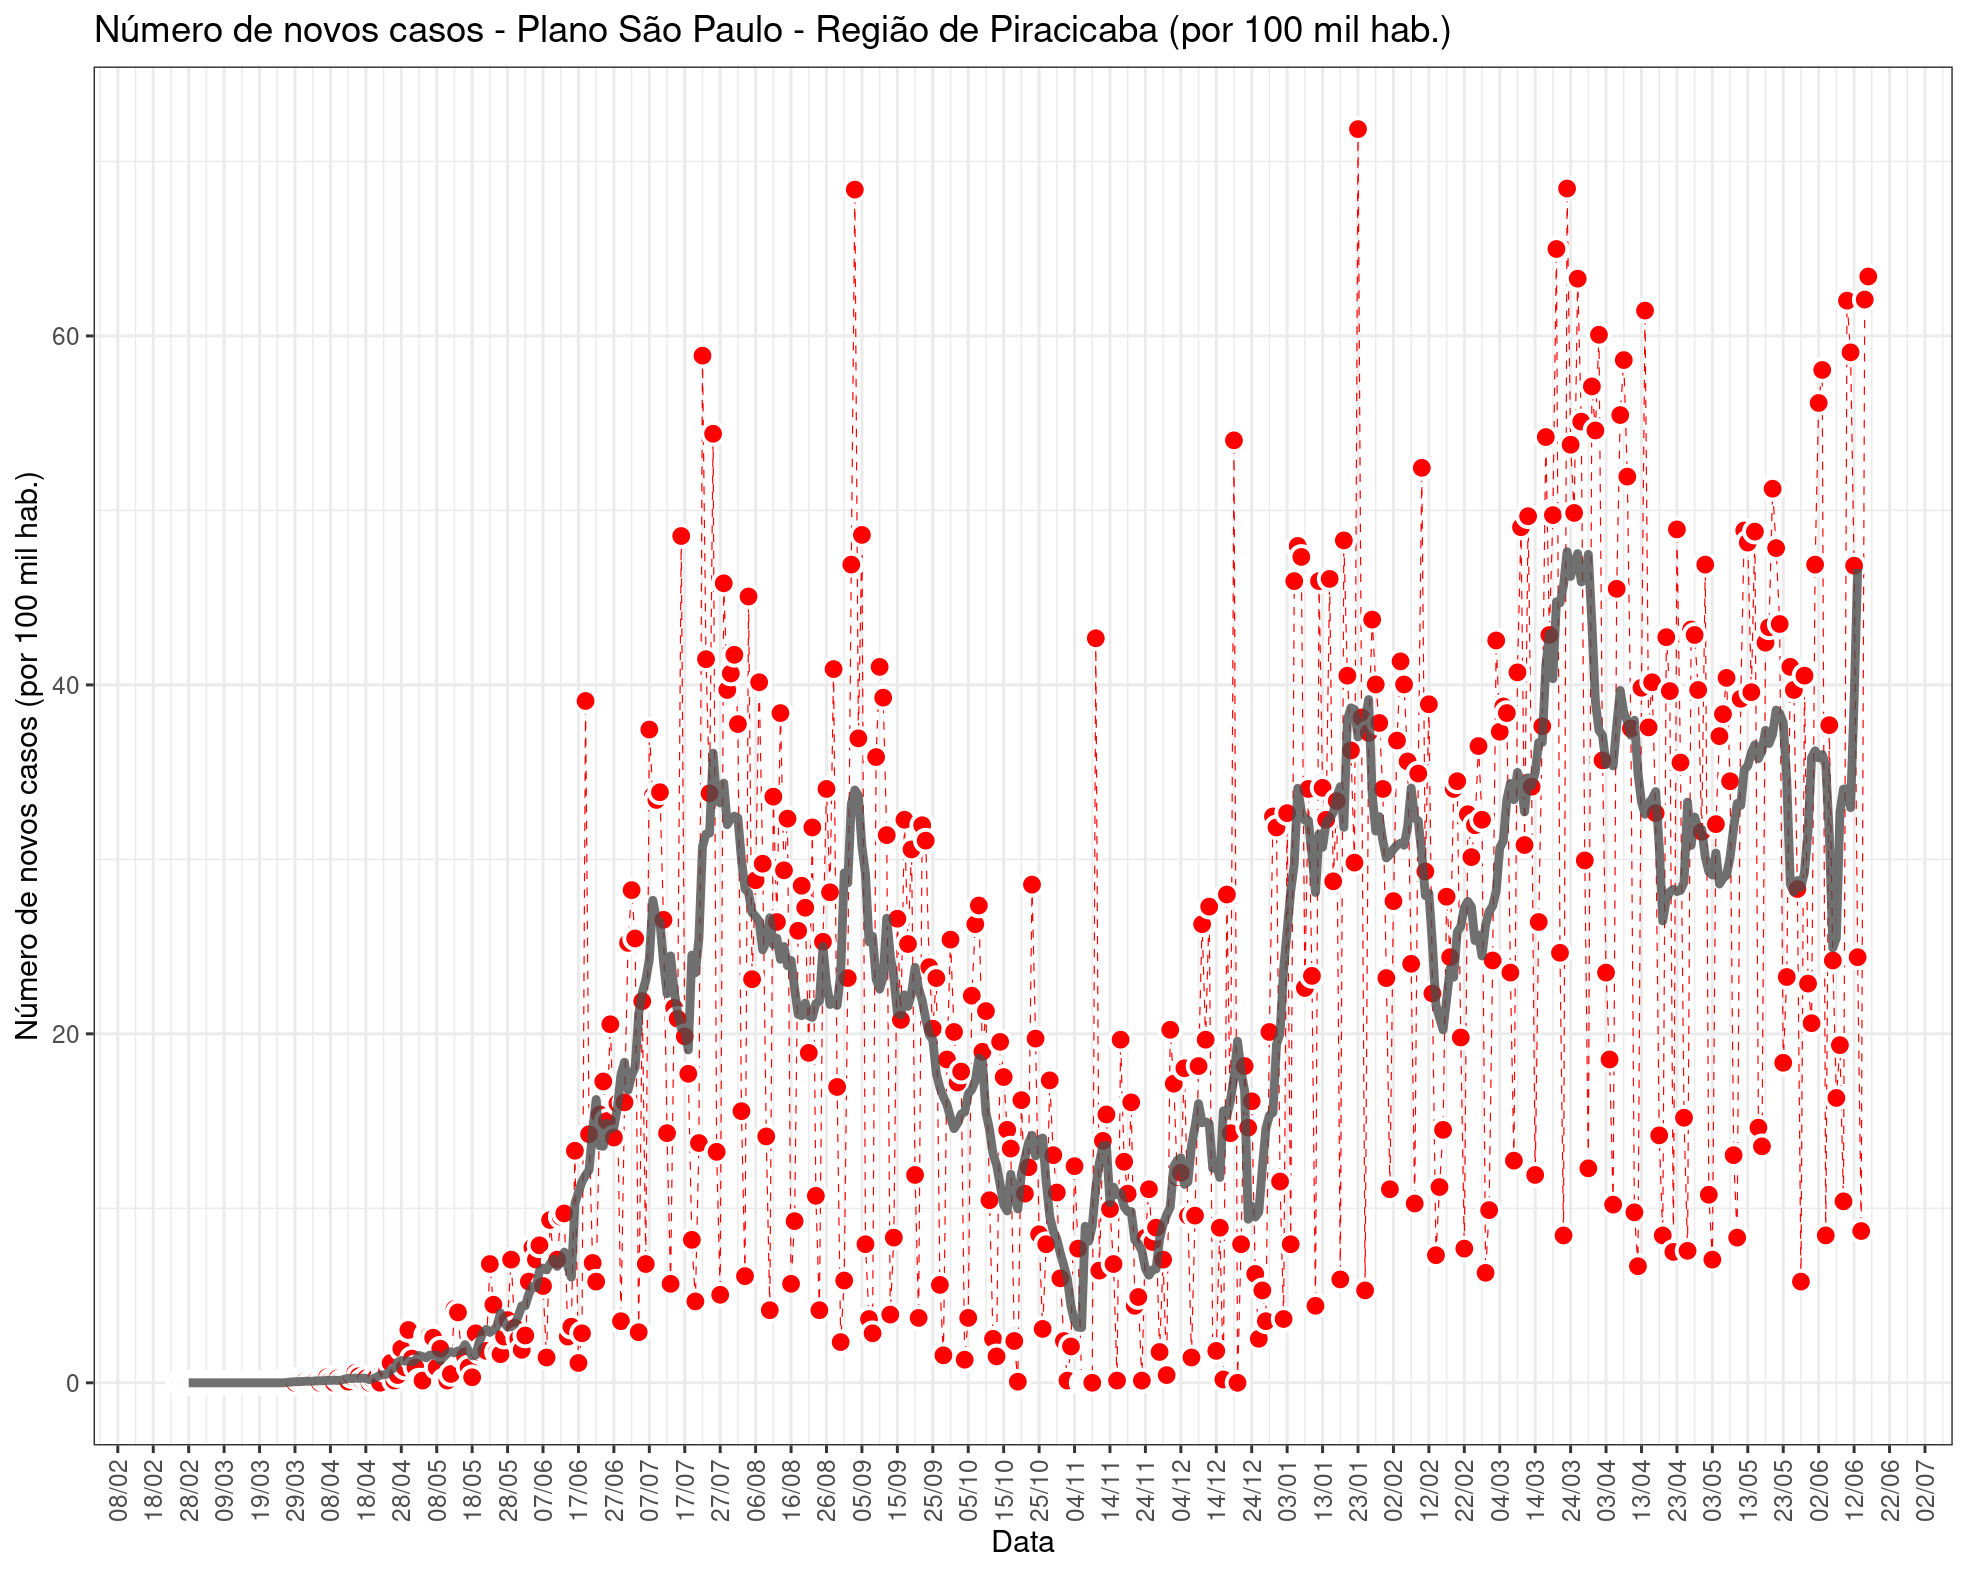 Número de novos casos - Plano São Paulo - Região de Piracicaba (por 100 mil hab.)
Número de novos casos (por 100 mil hab.)
60
40
20
0
08/02 18/02 28/02 09/03 19/03 29/03 08/04 18/04 28/04 08/05 18/05 28/05 07/06 17/06 27/06 07/07 17/07 27/07 06/08 16/08 26/08 05/09 15/09 25/09 05/10 15/10 25/10 04/11 14/11 24/11 04/12 14/12 24/12 03/01 13/01 23/01 02/02 12/02 22/02 04/03 14/03 24/03 03/04 13/04 23/04 03/05 13/05 23/05 02/06 12/06 22/06 02/07
Data